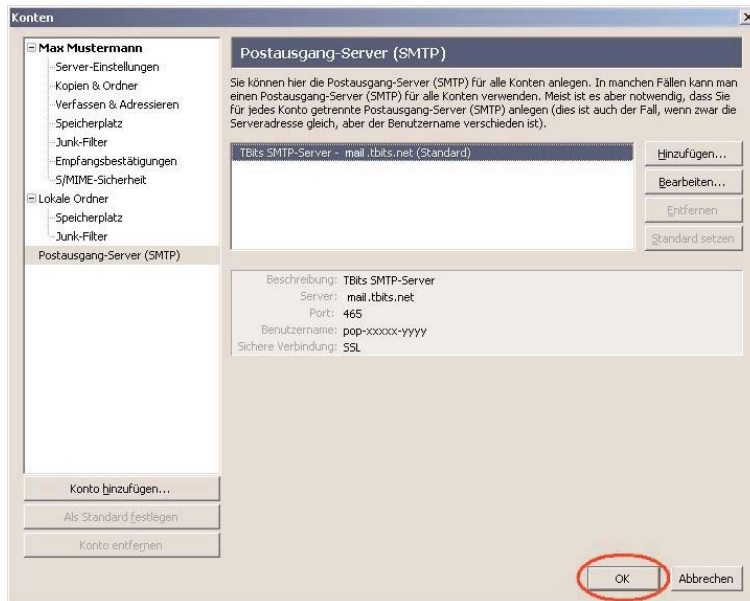 Konten
Max Mustermann
Server-Einstellungen
Kopien & Ordner
Verfassen & Adressieren
Speicherplatz
Junk-Filter
Empfangsbestätigungen
S/MIME-Sicherheit
Lokale Ordner
Speicherplatz
Junk-Filter
Postausgang-Server (SMTP)
Konto hinzufügen...
Als Standard festlegen
Konto entfernen
Postausgang-Server (SMTP)
Sie können hier die Postausgang-Server (SMTP) für alle Konten anlegen. In manchen Fällen kann man
einen Postausgang-Server (SMTP) für alle Konten verwenden. Meist ist es aber notwendig, dass Sie
für jedes Konto getrennte Postausgang-Server (SMTP) anlegen (dies ist auch der Fall, wenn zwar die
Serveradresse gleich, aber der Benutzername verschieden ist).
TBits SMTP-Server - mail.tbits.net (Standard)
Hinzufügen...
Bearbeiten...
Entfernen
Standard setzen
Beschreibung: TBits SMTP-Server
Server: mail.tbits.net
Port: 465
Benutzername: pop-xxxxx-yyyy
Sichere Verbindung: SSL
OK
Abbrechen